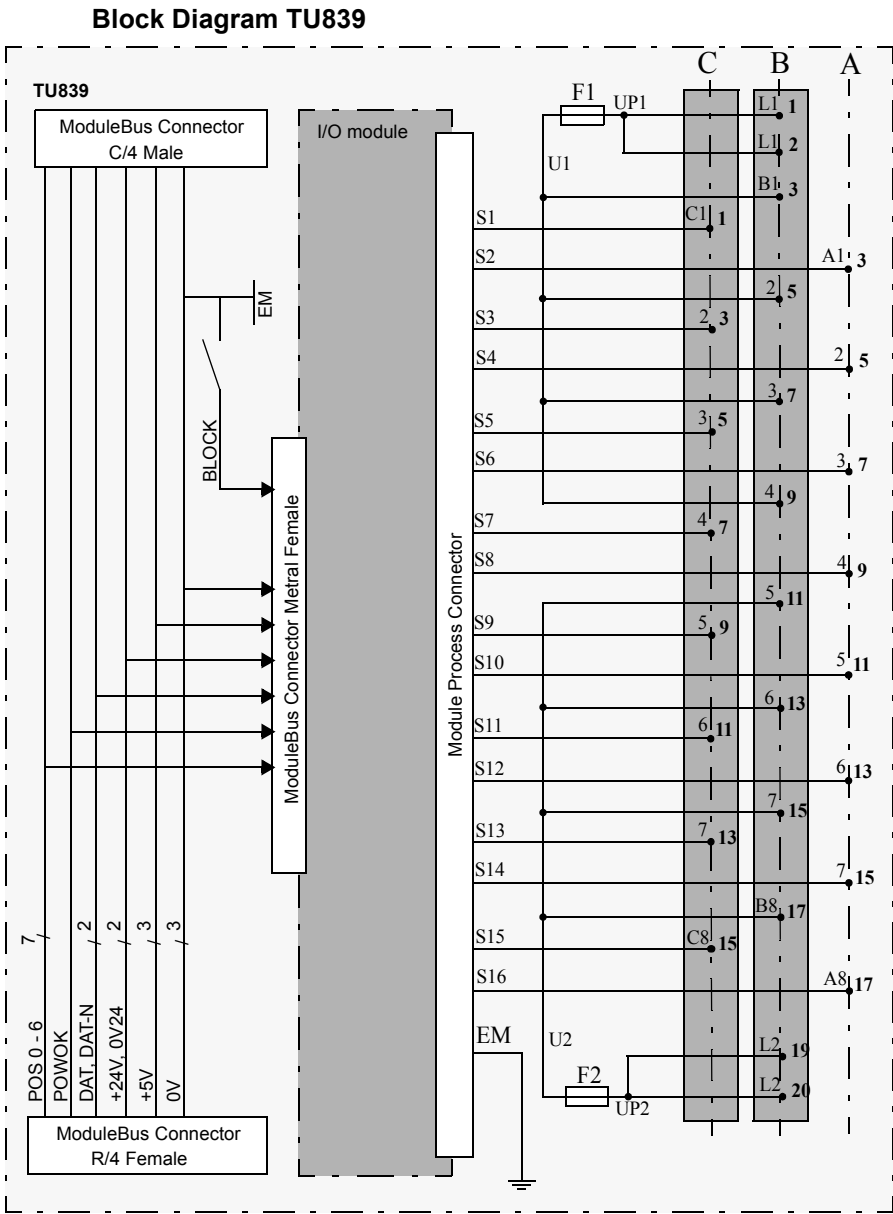 Block Diagram TU839
C B A
TU839
ModuleBus Connector
C/4 Male
I/O module
F1 UP1 L1 1
L1 2
U1
B1 3
S1 C1 1
S2 A1 3
EM
2 5
S3 2 3
S4 2 5
3 7
BLOCK
S5 3 5
S6 3 7
4 9
S7 4 7
S8 4 9
5 11
ModuleBus Connector Metral Female
Module Process Connector
S9 5 9
S10 5 11
6 13
S11 6 11
S12 6 13
7 15
S13 7 13
S14 7 15
B8 17
7 2 2 3 3
S15 C8 15
S16 A8 17
EM U2
L2 19
F2 L2 20
UP2
POS 0 - 6
POWOK
DAT, DAT-N
+24V, 0V24
+5V
0V
ModuleBus Connector
R/4 Female